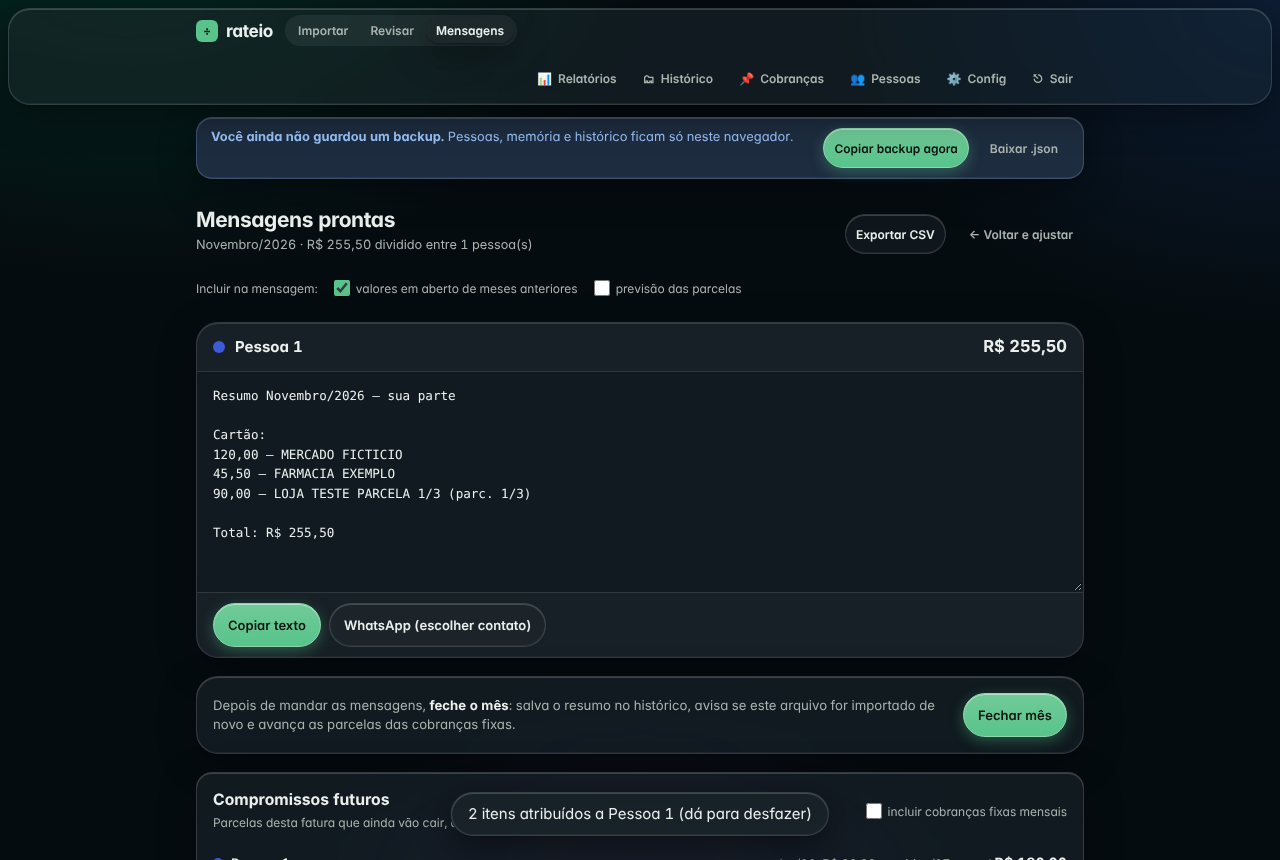 ÷ rateio Importar Revisar Mensagens
📊 Relatórios 🗂 Histórico 📌 Cobranças 👥 Pessoas ⚙️ Config ⎋ Sair
Você ainda não guardou um backup. Pessoas, memória e histórico ficam só neste navegador. Copiar backup agora Baixar .json
Mensagens prontas
Novembro/2026 · R$ 255,50 dividido entre 1 pessoa(s)
Exportar CSV ← Voltar e ajustar
Incluir na mensagem: valores em aberto de meses anteriores previsão das parcelas
Pessoa 1 R$ 255,50
Resumo Novembro/2026 — sua parte
Cartão:
120,00 — MERCADO FICTICIO
45,50 — FARMACIA EXEMPLO
90,00 — LOJA TESTE PARCELA 1/3 (parc. 1/3)
Total: R$ 255,50
Copiar texto WhatsApp (escolher contato)
Depois de mandar as mensagens, feche o mês: salva o resumo no histórico, avisa se este arquivo for importado de
novo e avança as parcelas das cobranças fixas.
Fechar mês
Compromissos futuros
Parcelas desta fatura que ainda vão cair,
2 itens atribuídos a Pessoa 1 (dá para desfazer)
incluir cobranças fixas mensais
Pessoa 1